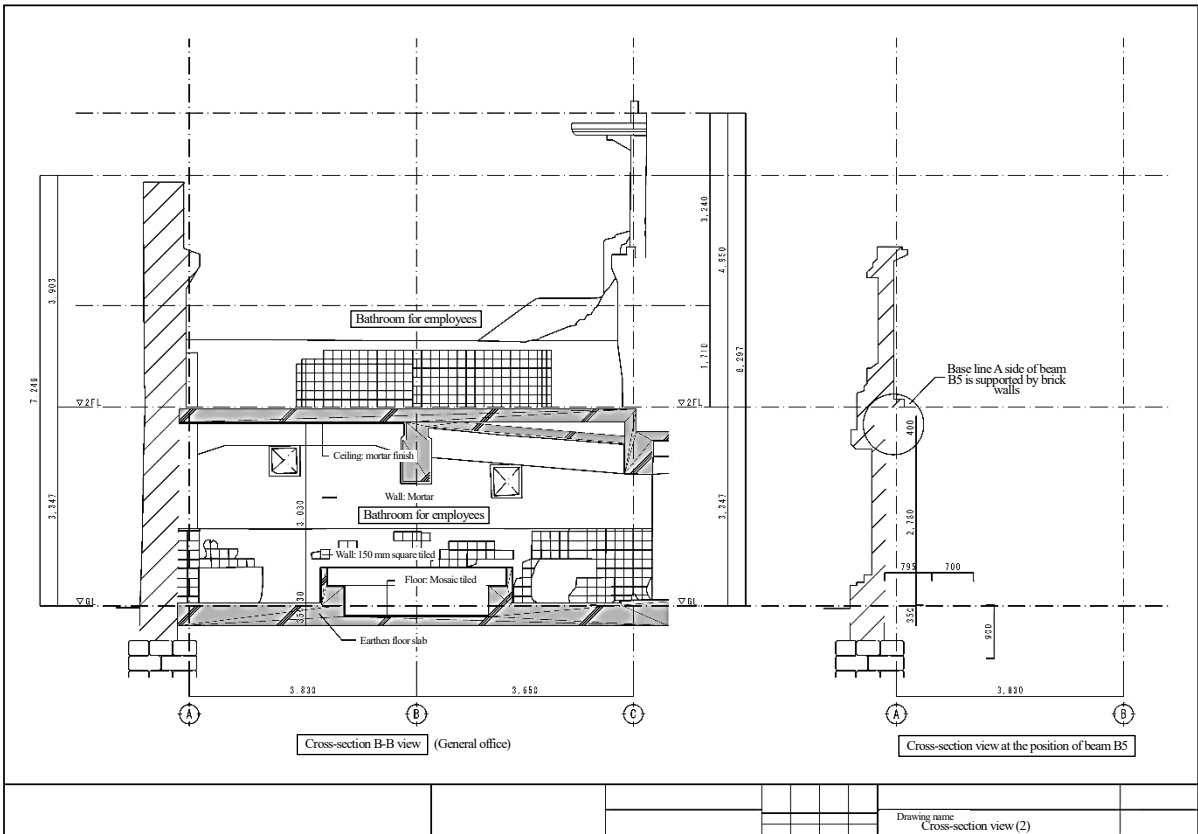 3,240
4,950
3,903
Bathroom for employees
1,710
8,297
7,249
Base line A side of beam
B5 is supported by brick
walls
▽2FL
▽2FL
400
Ceiling: mortar finish
Wall: Mortar
3,030
Bathroom for employees
3,347
3,347
2,780
Wall: 150 mm square tiled
Floor: Mosaic tiled
795
700
▽GL
▽GL
350
30
350
900
Earthen floor slab
3,830
3,650
3,830
A
B
C
A
B
Cross-section B-B view
(General office)
Cross-section view at the position of beam B5
Drawing name
Cross-section view (2)